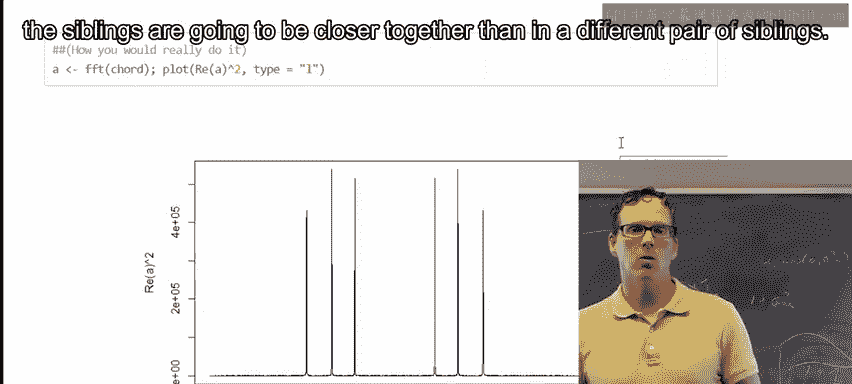 the siblings are going to be closer together than in a different pair of siblings.
##(How you would really do it)
a <- fft(chord); plot(Re(a)^2, type = "l")
4e+05
Re(a)^2
2e+05
e+00